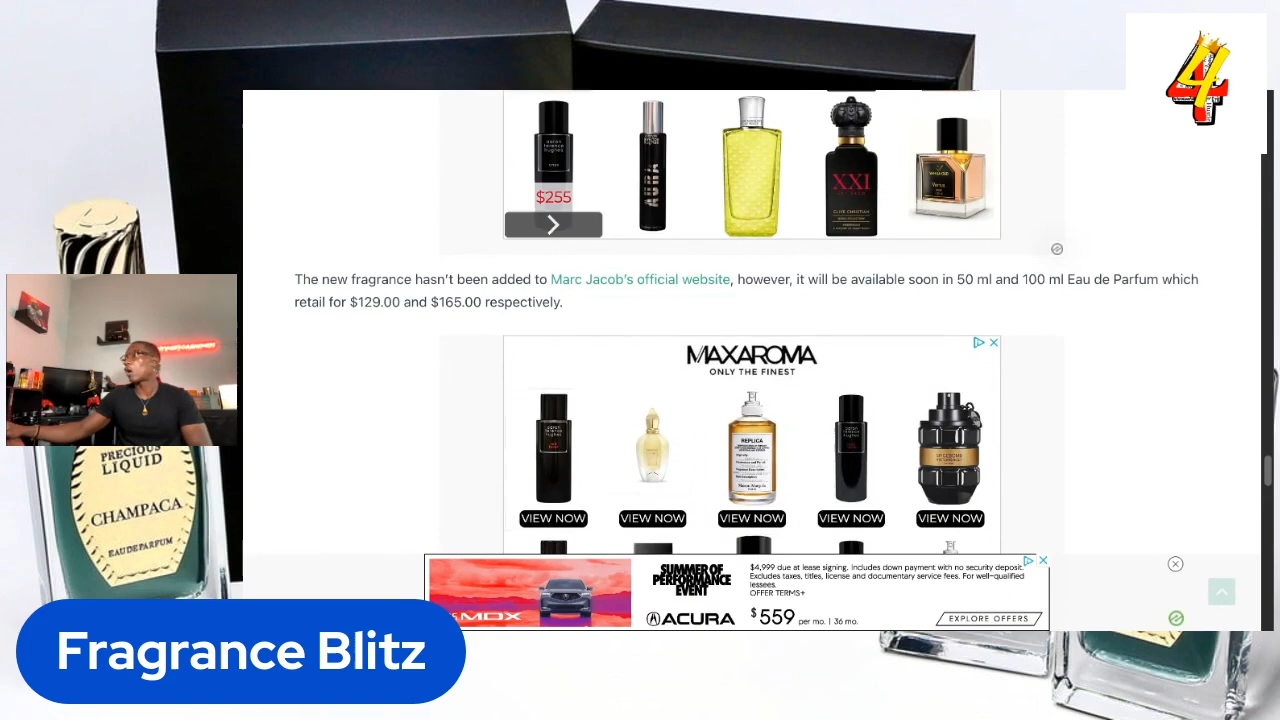 4
$255
AURA
XXI
Venus
The new fragrance hasn't been added to Marc Jacob's official website, however, it will be available soon in 50 ml and 100 ml Eau de Parfum which
retail for $129.00 and $165.00 respectively.
MAXAROMA
ONLY THE FINEST
REPLICA
VIEW NOW VIEW NOW VIEW NOW VIEW NOW VIEW NOW
PRECIOUS
LIQUID
CHAMPACA
EAU DE PARFUM
MDX
SUMMER OF
PERFORMANCE
EVENT
ACURA
$4,999 due at lease signing. Includes down payment with no security deposit.
Excludes taxes, titles, license and documentary service fees. For well-qualified
lessees.
OFFER TERMS+
$559 per mo. | 36 mo.
EXPLORE OFFERS
Fragrance Blitz